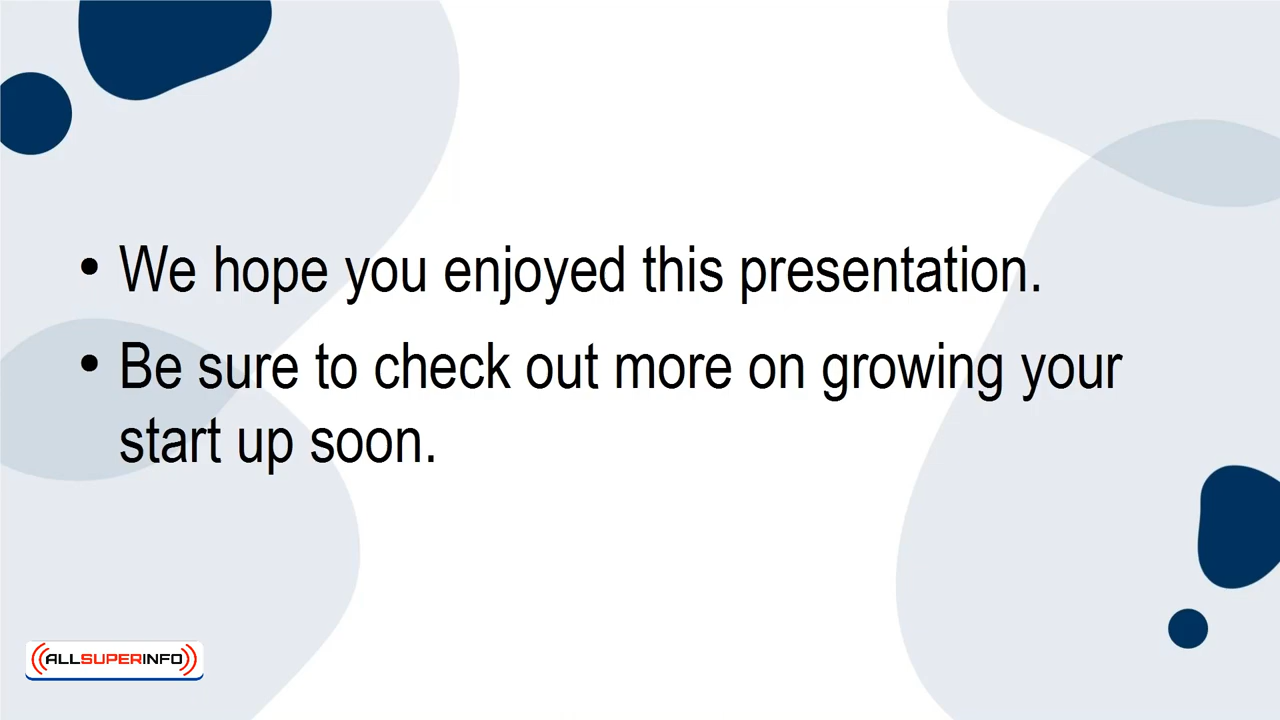 • We hope you enjoyed this presentation.
• Be sure to check out more on growing your
start up soon.
ALLSUPERINFO